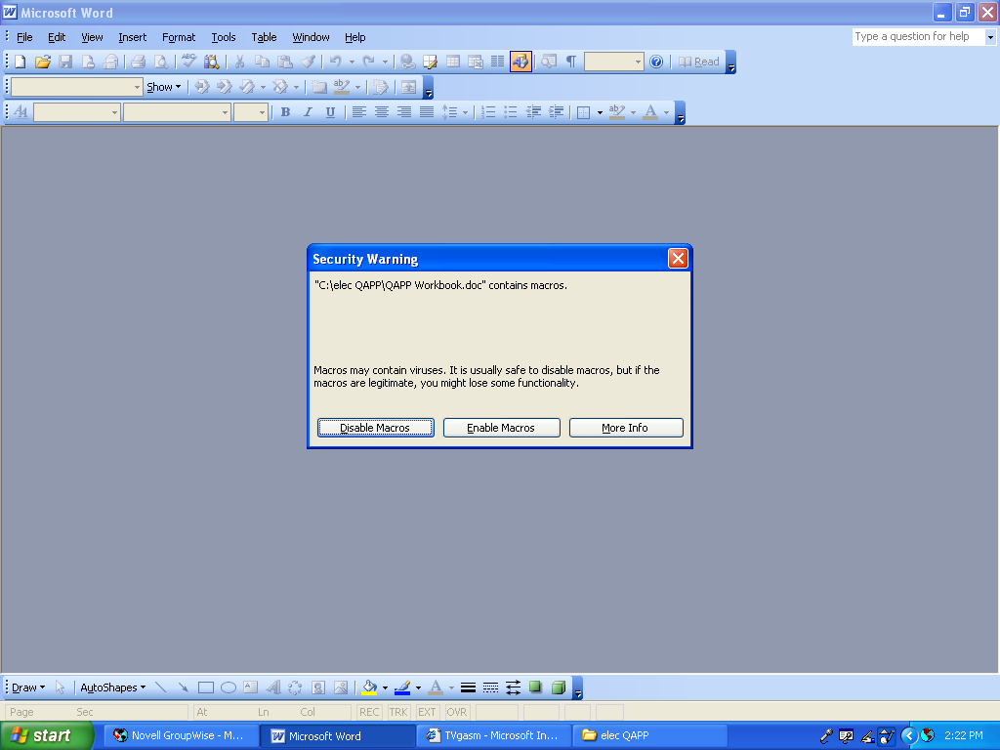 Microsoft Word
File Edit View Insert Format Tools Table Window Help Type a question for help
ABC Read
Show ab
A B I U ab A
Security Warning
"C:\elec QAPP\QAPP Workbook.doc" contains macros.
Macros may contain viruses. It is usually safe to disable macros, but if the
macros are legitimate, you might lose some functionality.
Disable Macros Enable Macros More Info
Draw AutoShapes A
Page Sec At Ln Col REC TRK EXT OVR
start Novell GroupWise - M... Microsoft Word TVgasm - Microsoft In... elec QAPP 2:22 PM